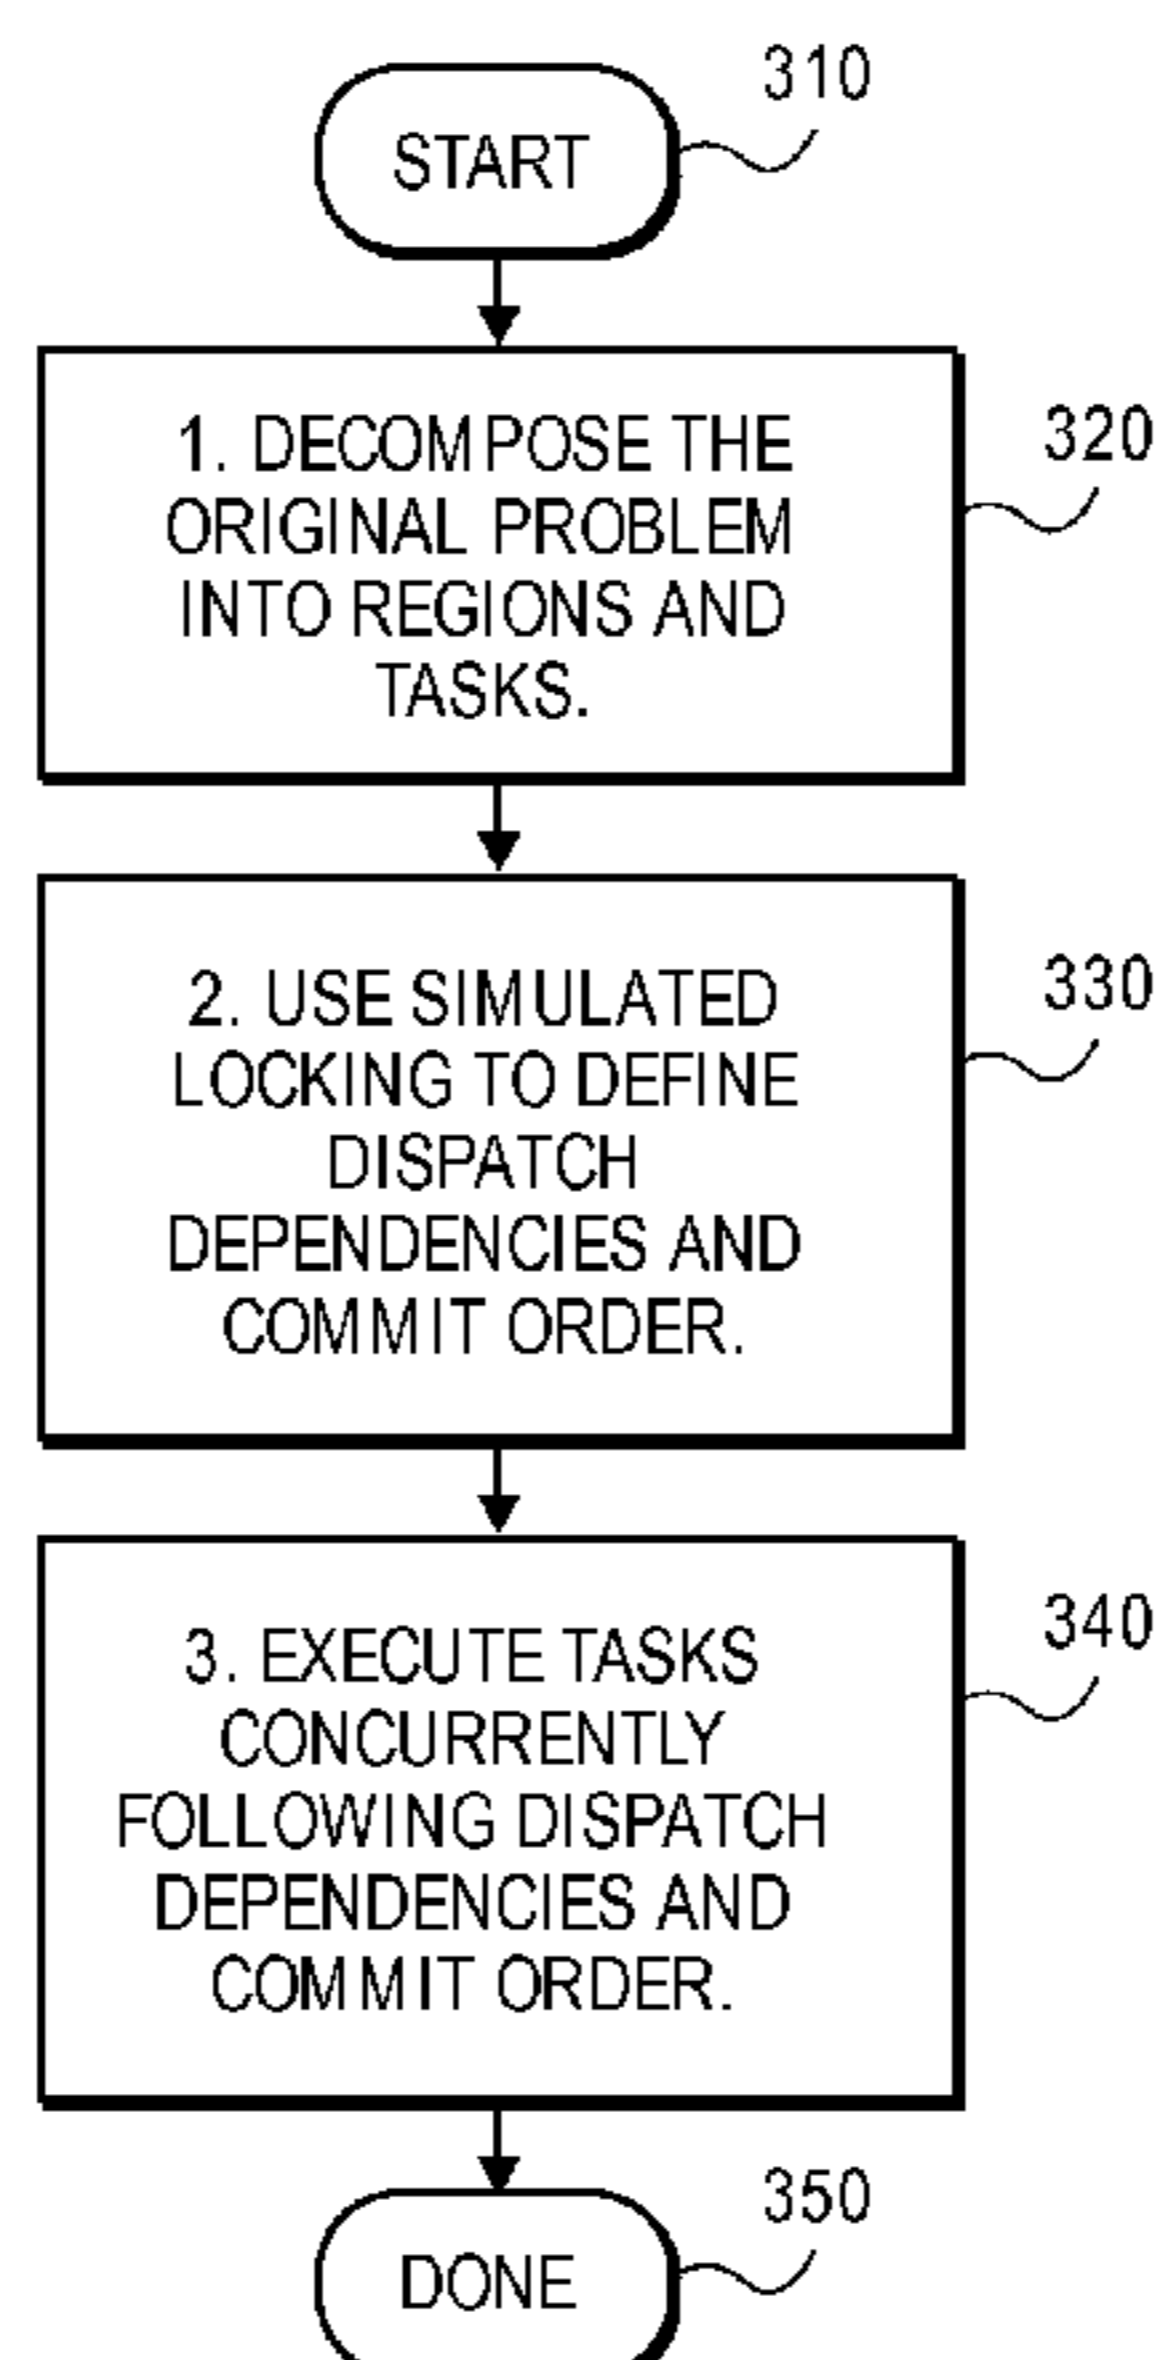 310
START
1. DECOMPOSE THE
ORIGINAL PROBLEM
INTO REGIONS AND
TASKS.
320
2. USE SIMULATED
LOCKING TO DEFINE
DISPATCH
DEPENDENCIES AND
COMMIT ORDER.
330
3. EXECUTE TASKS
CONCURRENTLY
FOLLOWING DISPATCH
DEPENDENCIES AND
COMMIT ORDER.
340
350
DONE